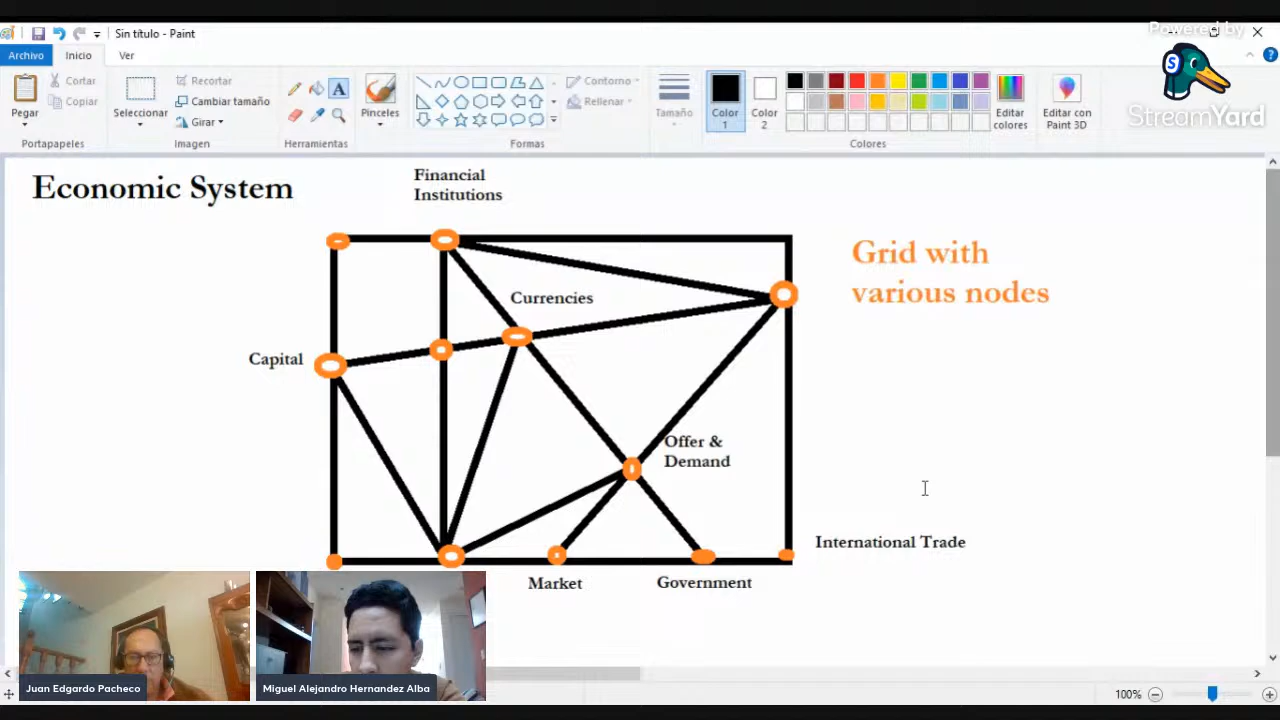 Powered by
StreamYard
Sin título - Paint
Archivo
Inicio
Ver
Pegar
Cortar
Copiar
Portapapeles
Seleccionar
Recortar
Cambiar tamaño
Girar
Imagen
A
Pinceles
Herramientas
Contorno
Rellenar
Formas
Tamaño
Color
1
Color
2
Editar
colores
Editar con
Paint 3D
Colores
Economic System
Financial
Institutions
Grid with
various nodes
Currencies
Capital
Offer &
Demand
International Trade
Market
Government
Juan Edgardo Pacheco
Miguel Alejandro Hernandez Alba
100%